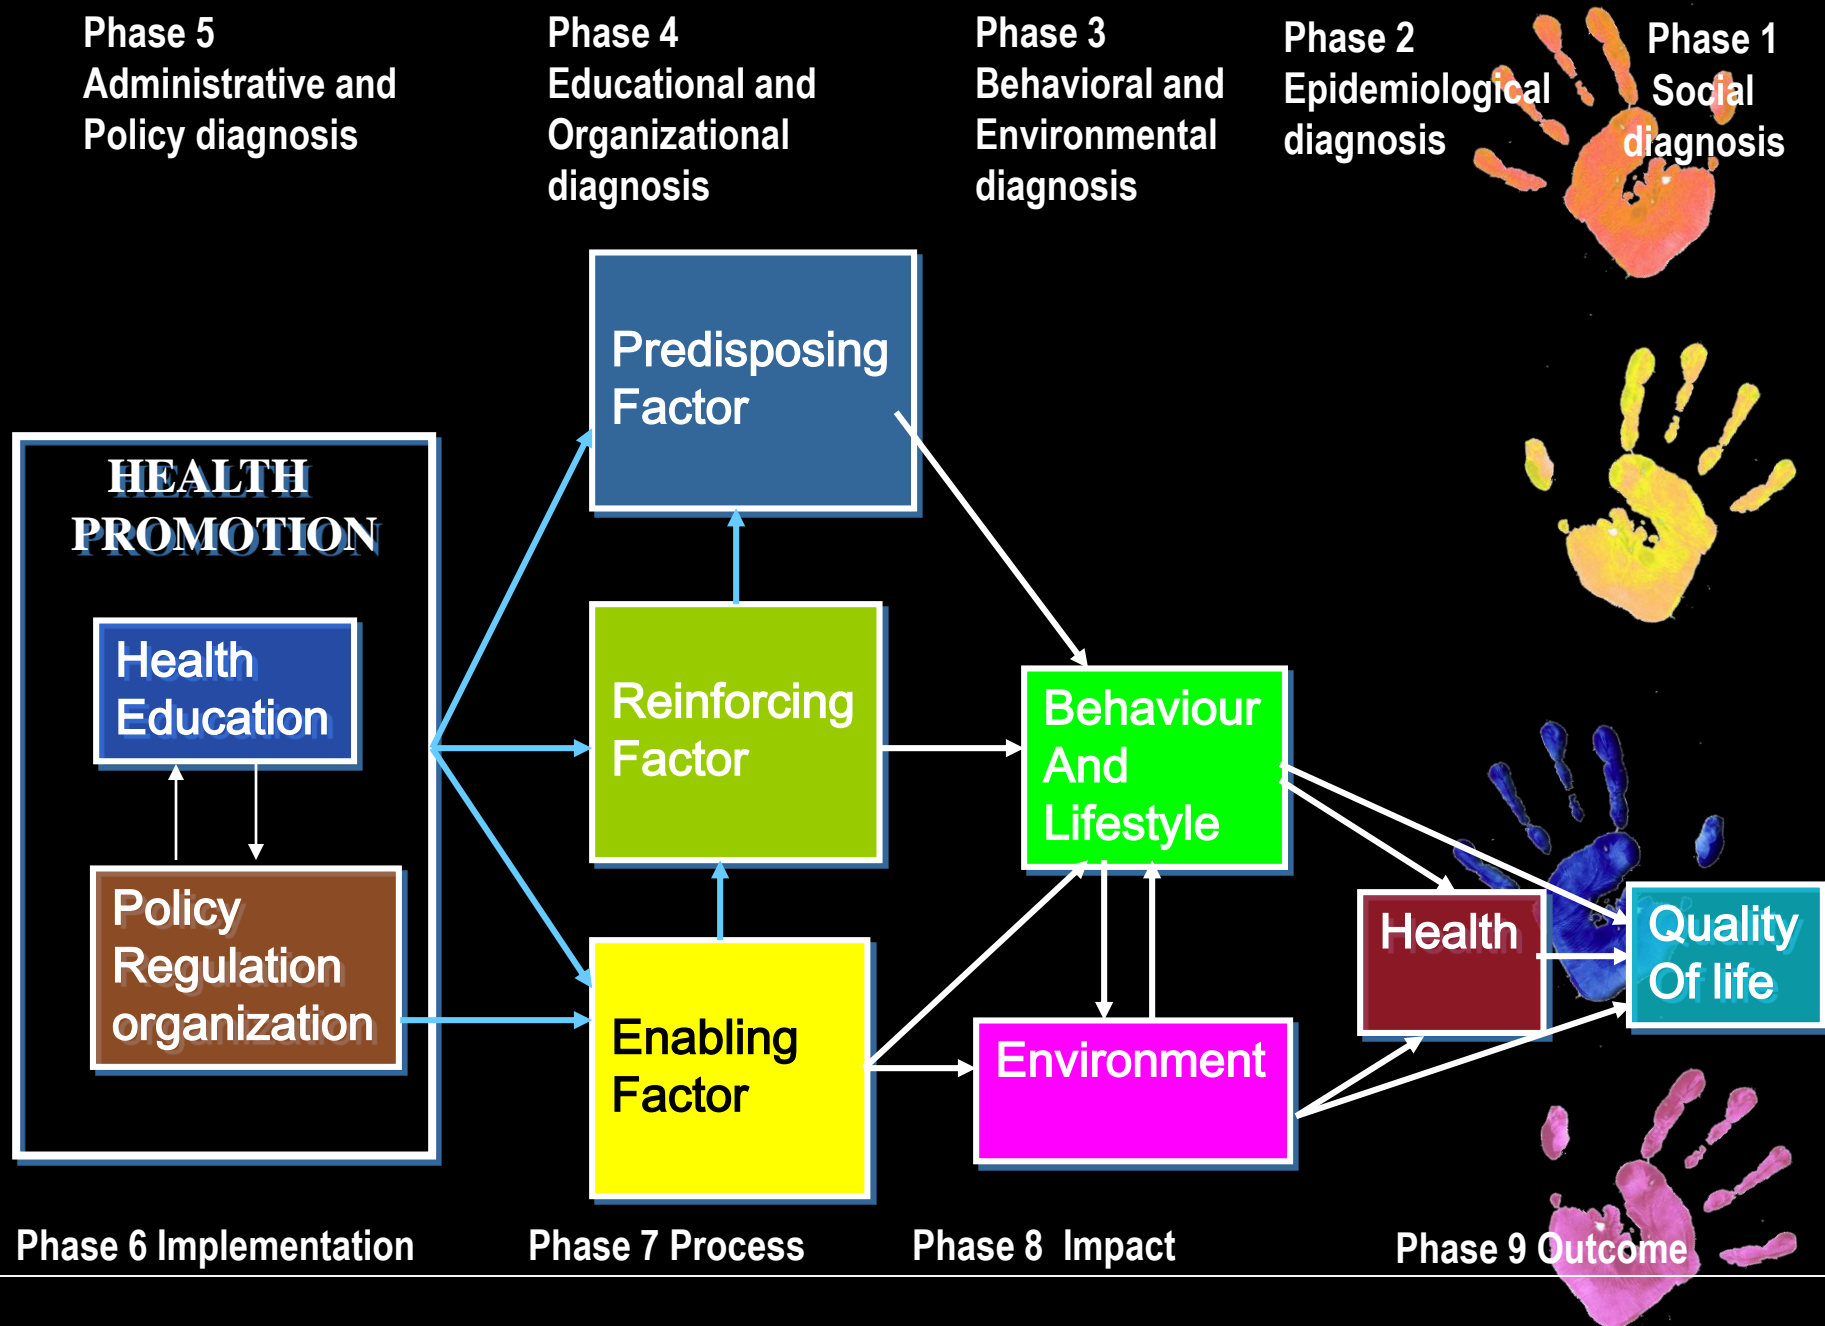 Phase 5
Administrative and
Policy diagnosis
Phase 4
Educational and
Organizational
diagnosis
Phase 3
Behavioral and
Environmental
diagnosis
Phase 2
Epidemiological
diagnosis
Phase 1
Social
diagnosis
HEALTH
PROMOTION
Health
Education
Policy
Regulation
organization
Predisposing
Factor
Reinforcing
Factor
Enabling
Factor
Behaviour
And
Lifestyle
Environment
Health
Quality
Of life
Phase 6 Implementation
Phase 7 Process
Phase 8 Impact
Phase 9 Outcome